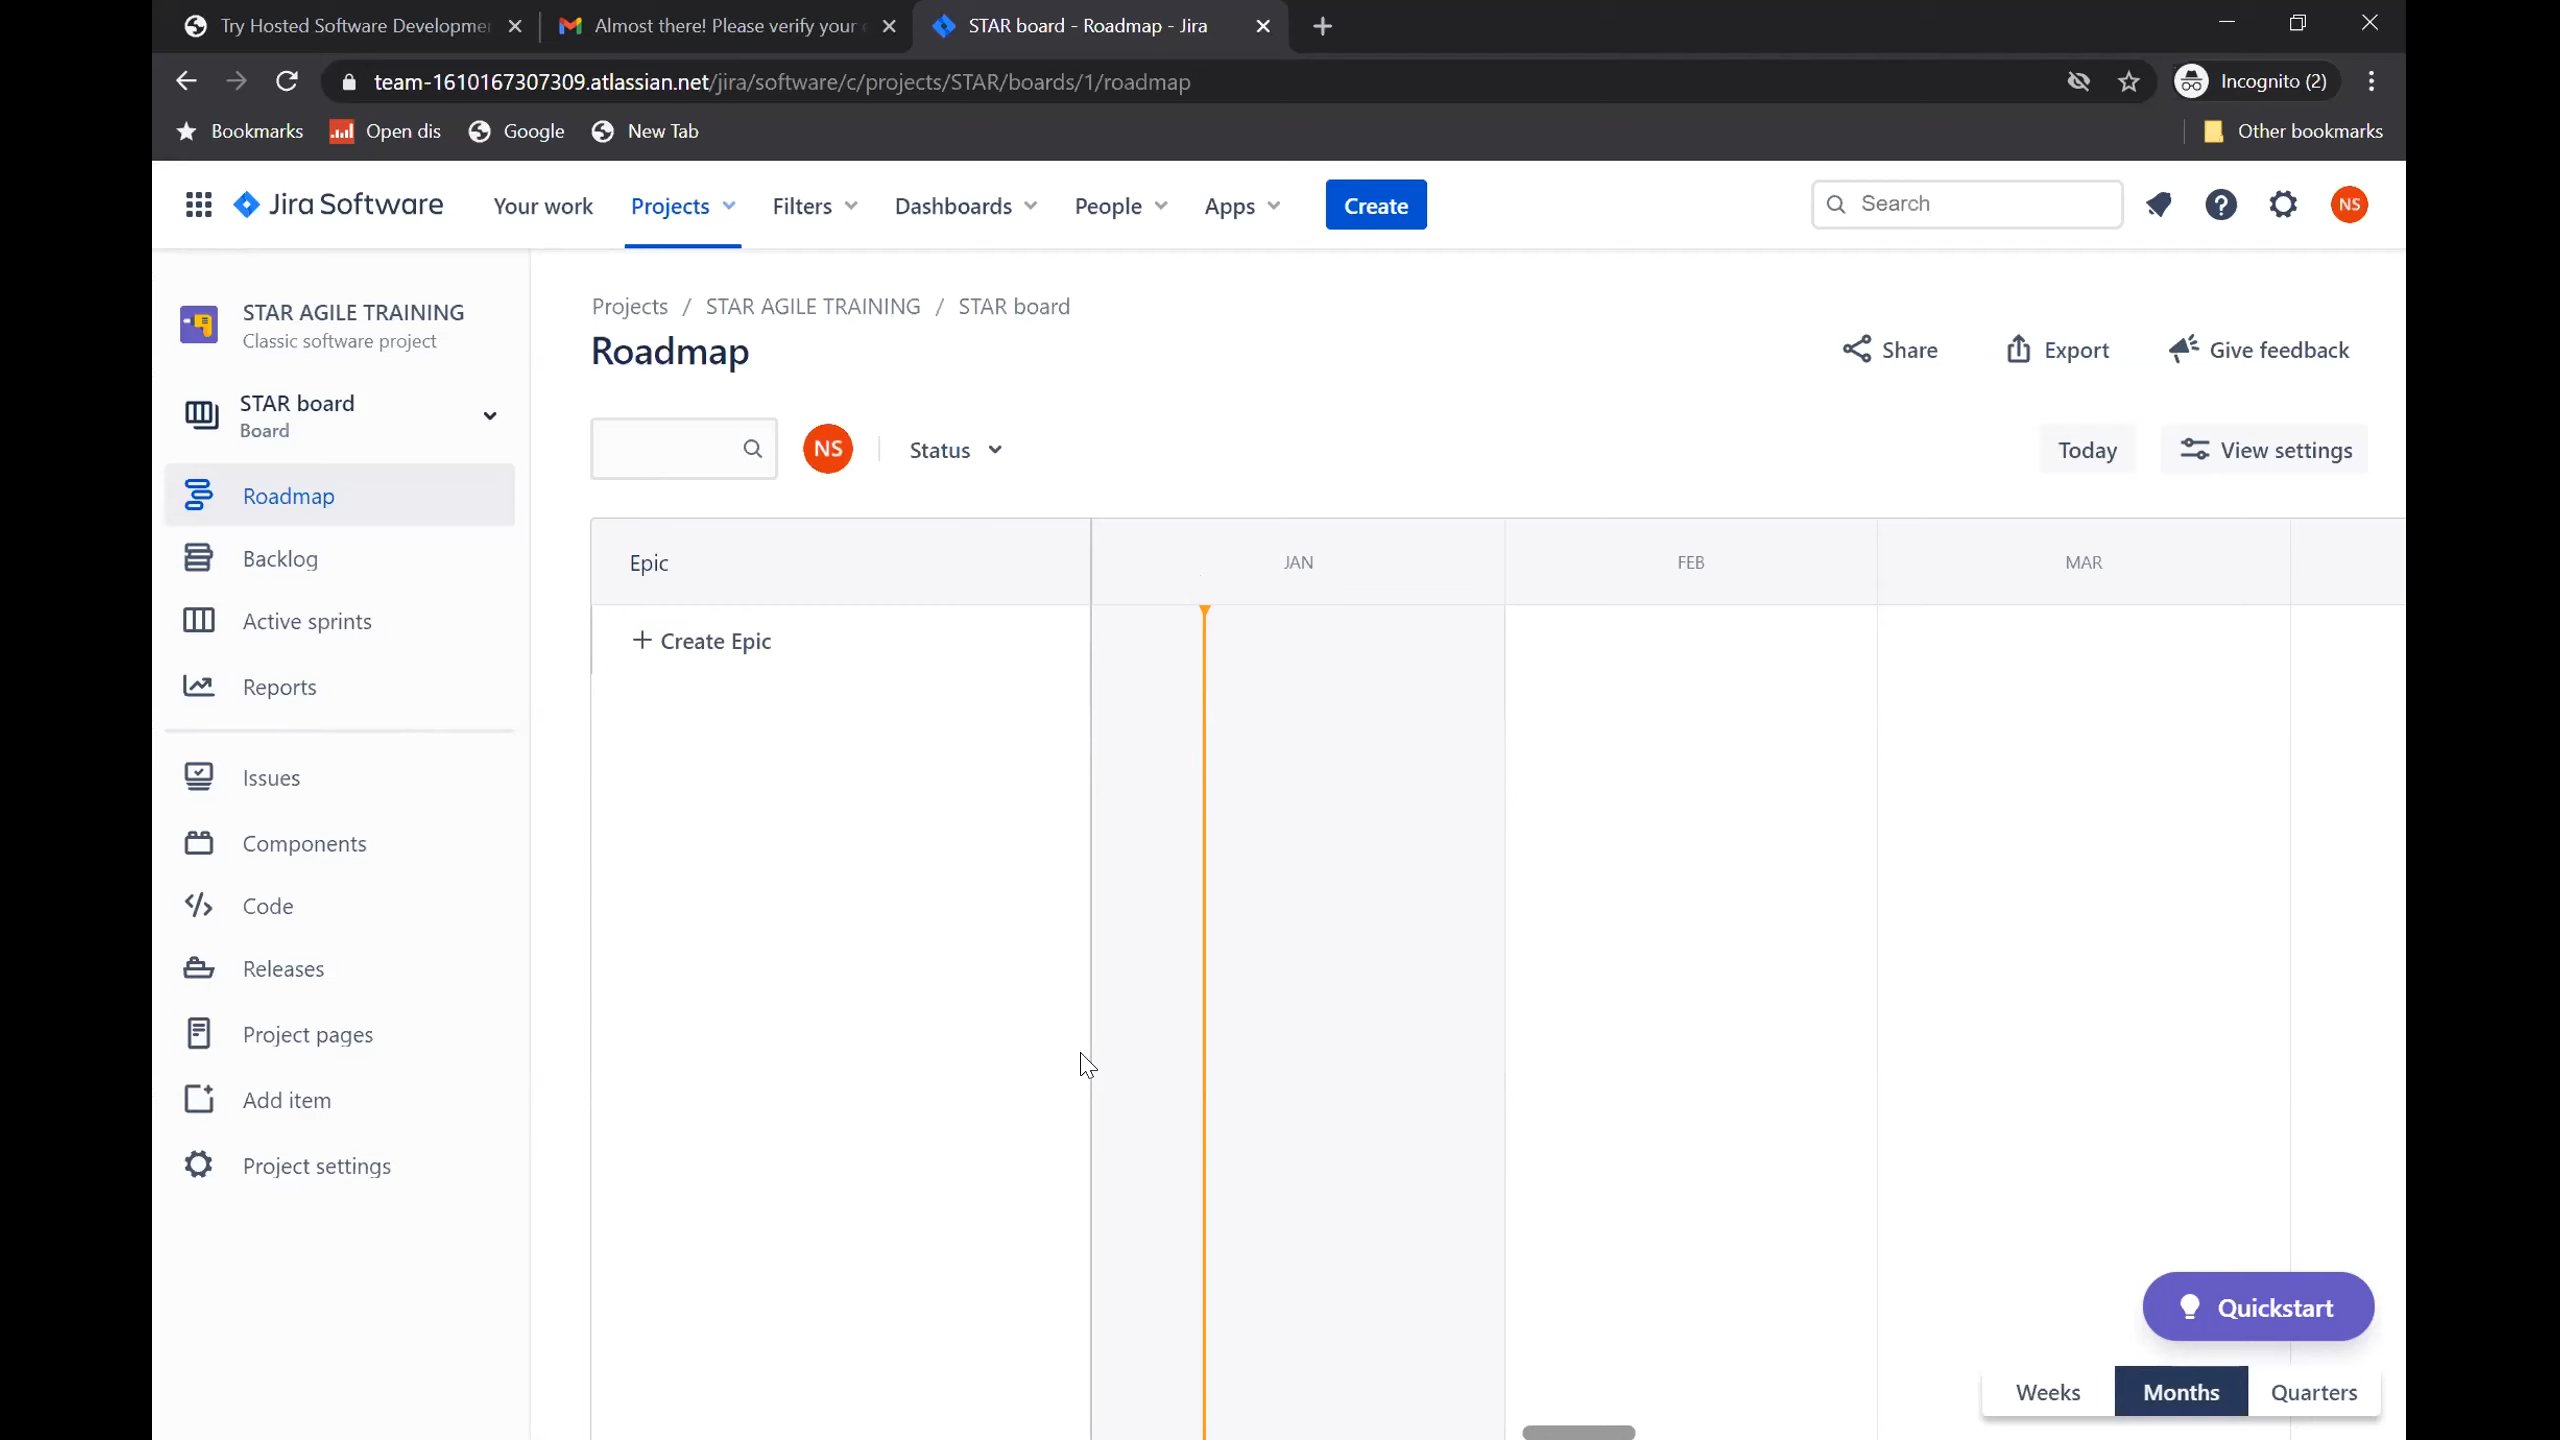 Try Hosted Software Developmen
Almost there! Please verify your e
STAR board - Roadmap - Jira
team-1610167307309.atlassian.net/jira/software/c/projects/STAR/boards/1/roadmap
Incognito (2)
Bookmarks
Open dis
Google
New Tab
Other bookmarks
Jira Software
Your work
Projects
Filters
Dashboards
People
Apps
Create
Search
NS
STAR AGILE TRAINING
Classic software project
STAR board
Board
Roadmap
Backlog
Active sprints
Reports
Issues
Components
Code
Releases
Project pages
Add item
Project settings
Projects / STAR AGILE TRAINING / STAR board
Roadmap
Share
Export
Give feedback
NS
Status
Today
View settings
Epic
JAN
FEB
MAR
+ Create Epic
Quickstart
Weeks
Months
Quarters